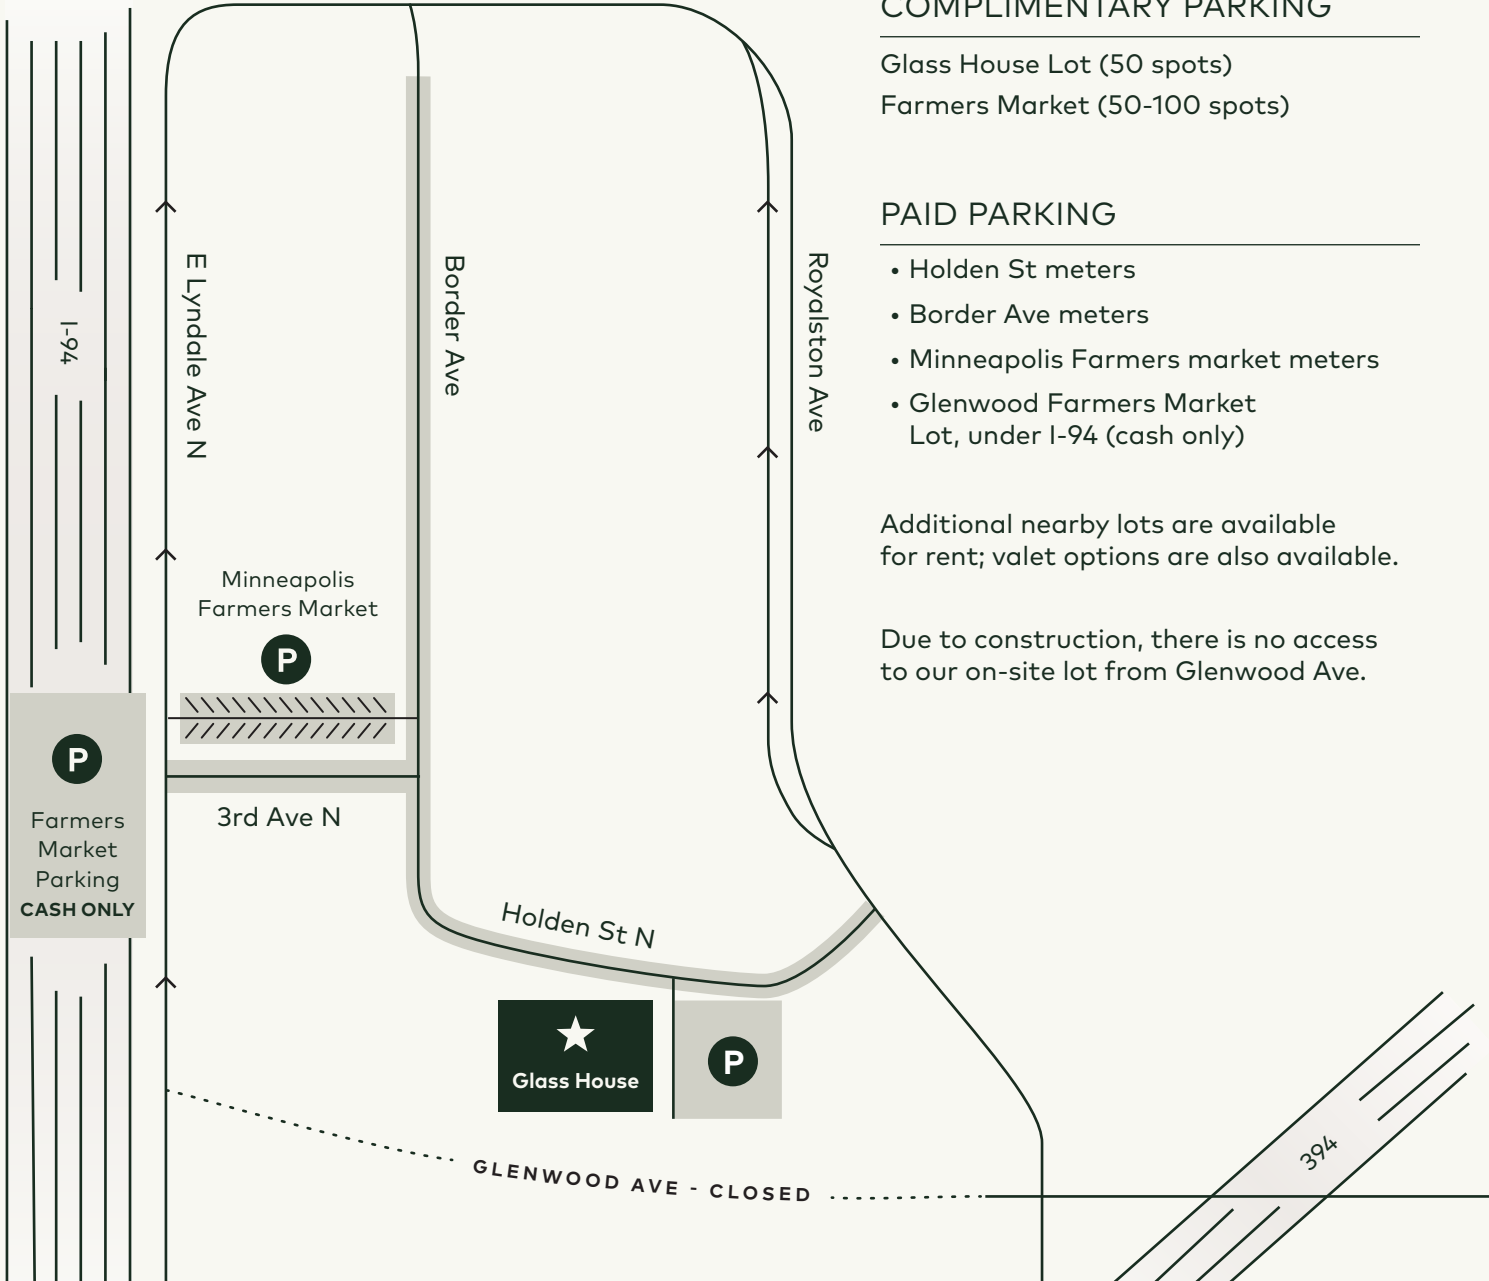 COMPLIMENTARY PARKING
Glass House Lot (50 spots)
Farmers Market (50-100 spots)
PAID PARKING
• Holden St meters
• Border Ave meters
• Minneapolis Farmers market meters
• Glenwood Farmers Market
Lot, under I-94 (cash only)
Additional nearby lots are available
for rent; valet options are also available.
Due to construction, there is no access
to our on-site lot from Glenwood Ave.
I-94
E Lyndale Ave N
Border Ave
Royalston Ave
Minneapolis
Farmers Market
P
P
Farmers
Market
Parking
CASH ONLY
3rd Ave N
Holden St N
Glass House
P
GLENWOOD AVE - CLOSED
394